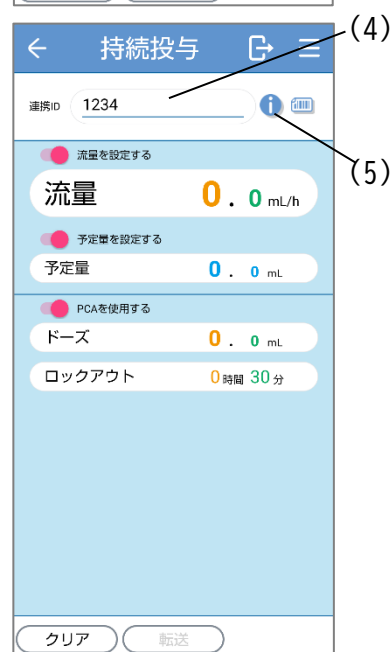 (4)
持続投与
連携ID 1234
(5)
流量を設定する
流量 0 . 0 mL/h
予定量を設定する
予定量 0 . 0 mL
PCAを使用する
ドーズ 0 . 0 mL
ロックアウト 0時間 30分
クリア 転送